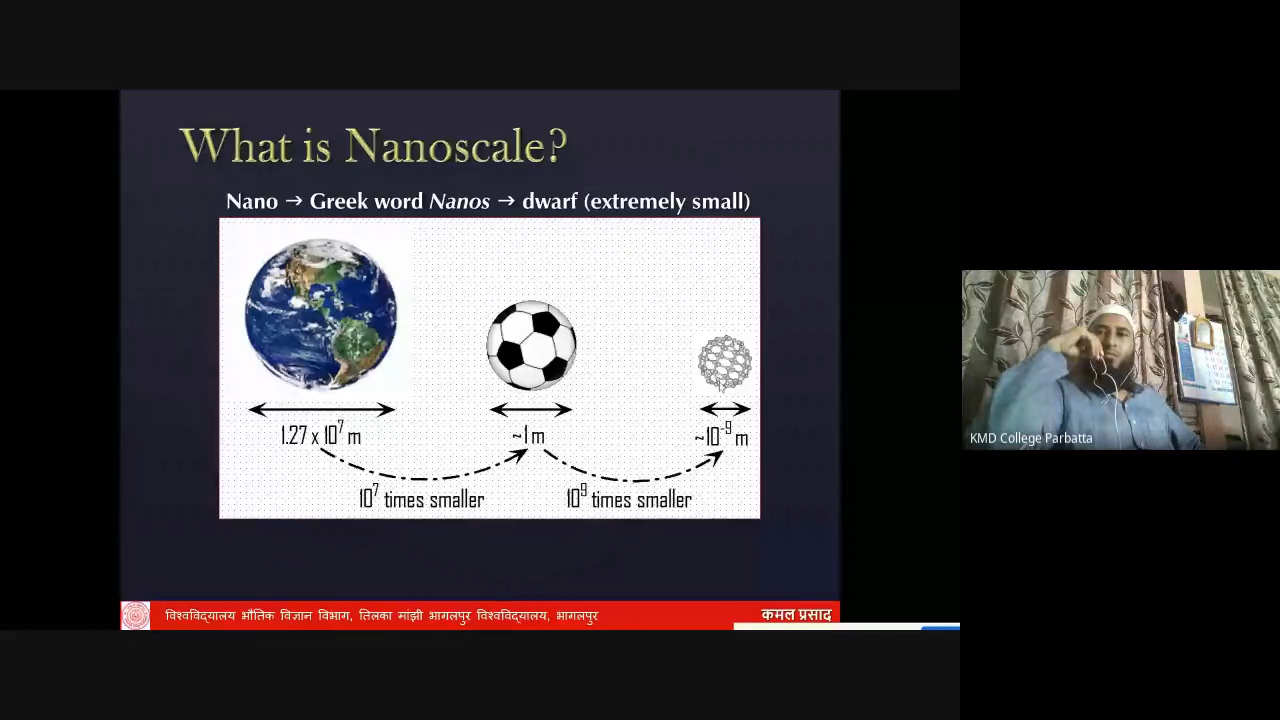 What is Nanoscale?
Nano → Greek word Nanos → dwarf (extremely small)
1.27 x 10⁷ m
~1 m
~10⁻⁹ m
10⁷ times smaller
10⁹ times smaller
विश्वविद्यालय भौतिक विज्ञान विभाग, तिलका मांझी भागलपुर विश्वविद्यालय, भागलपुर
कमल प्रसाद
KMD College Parbatta